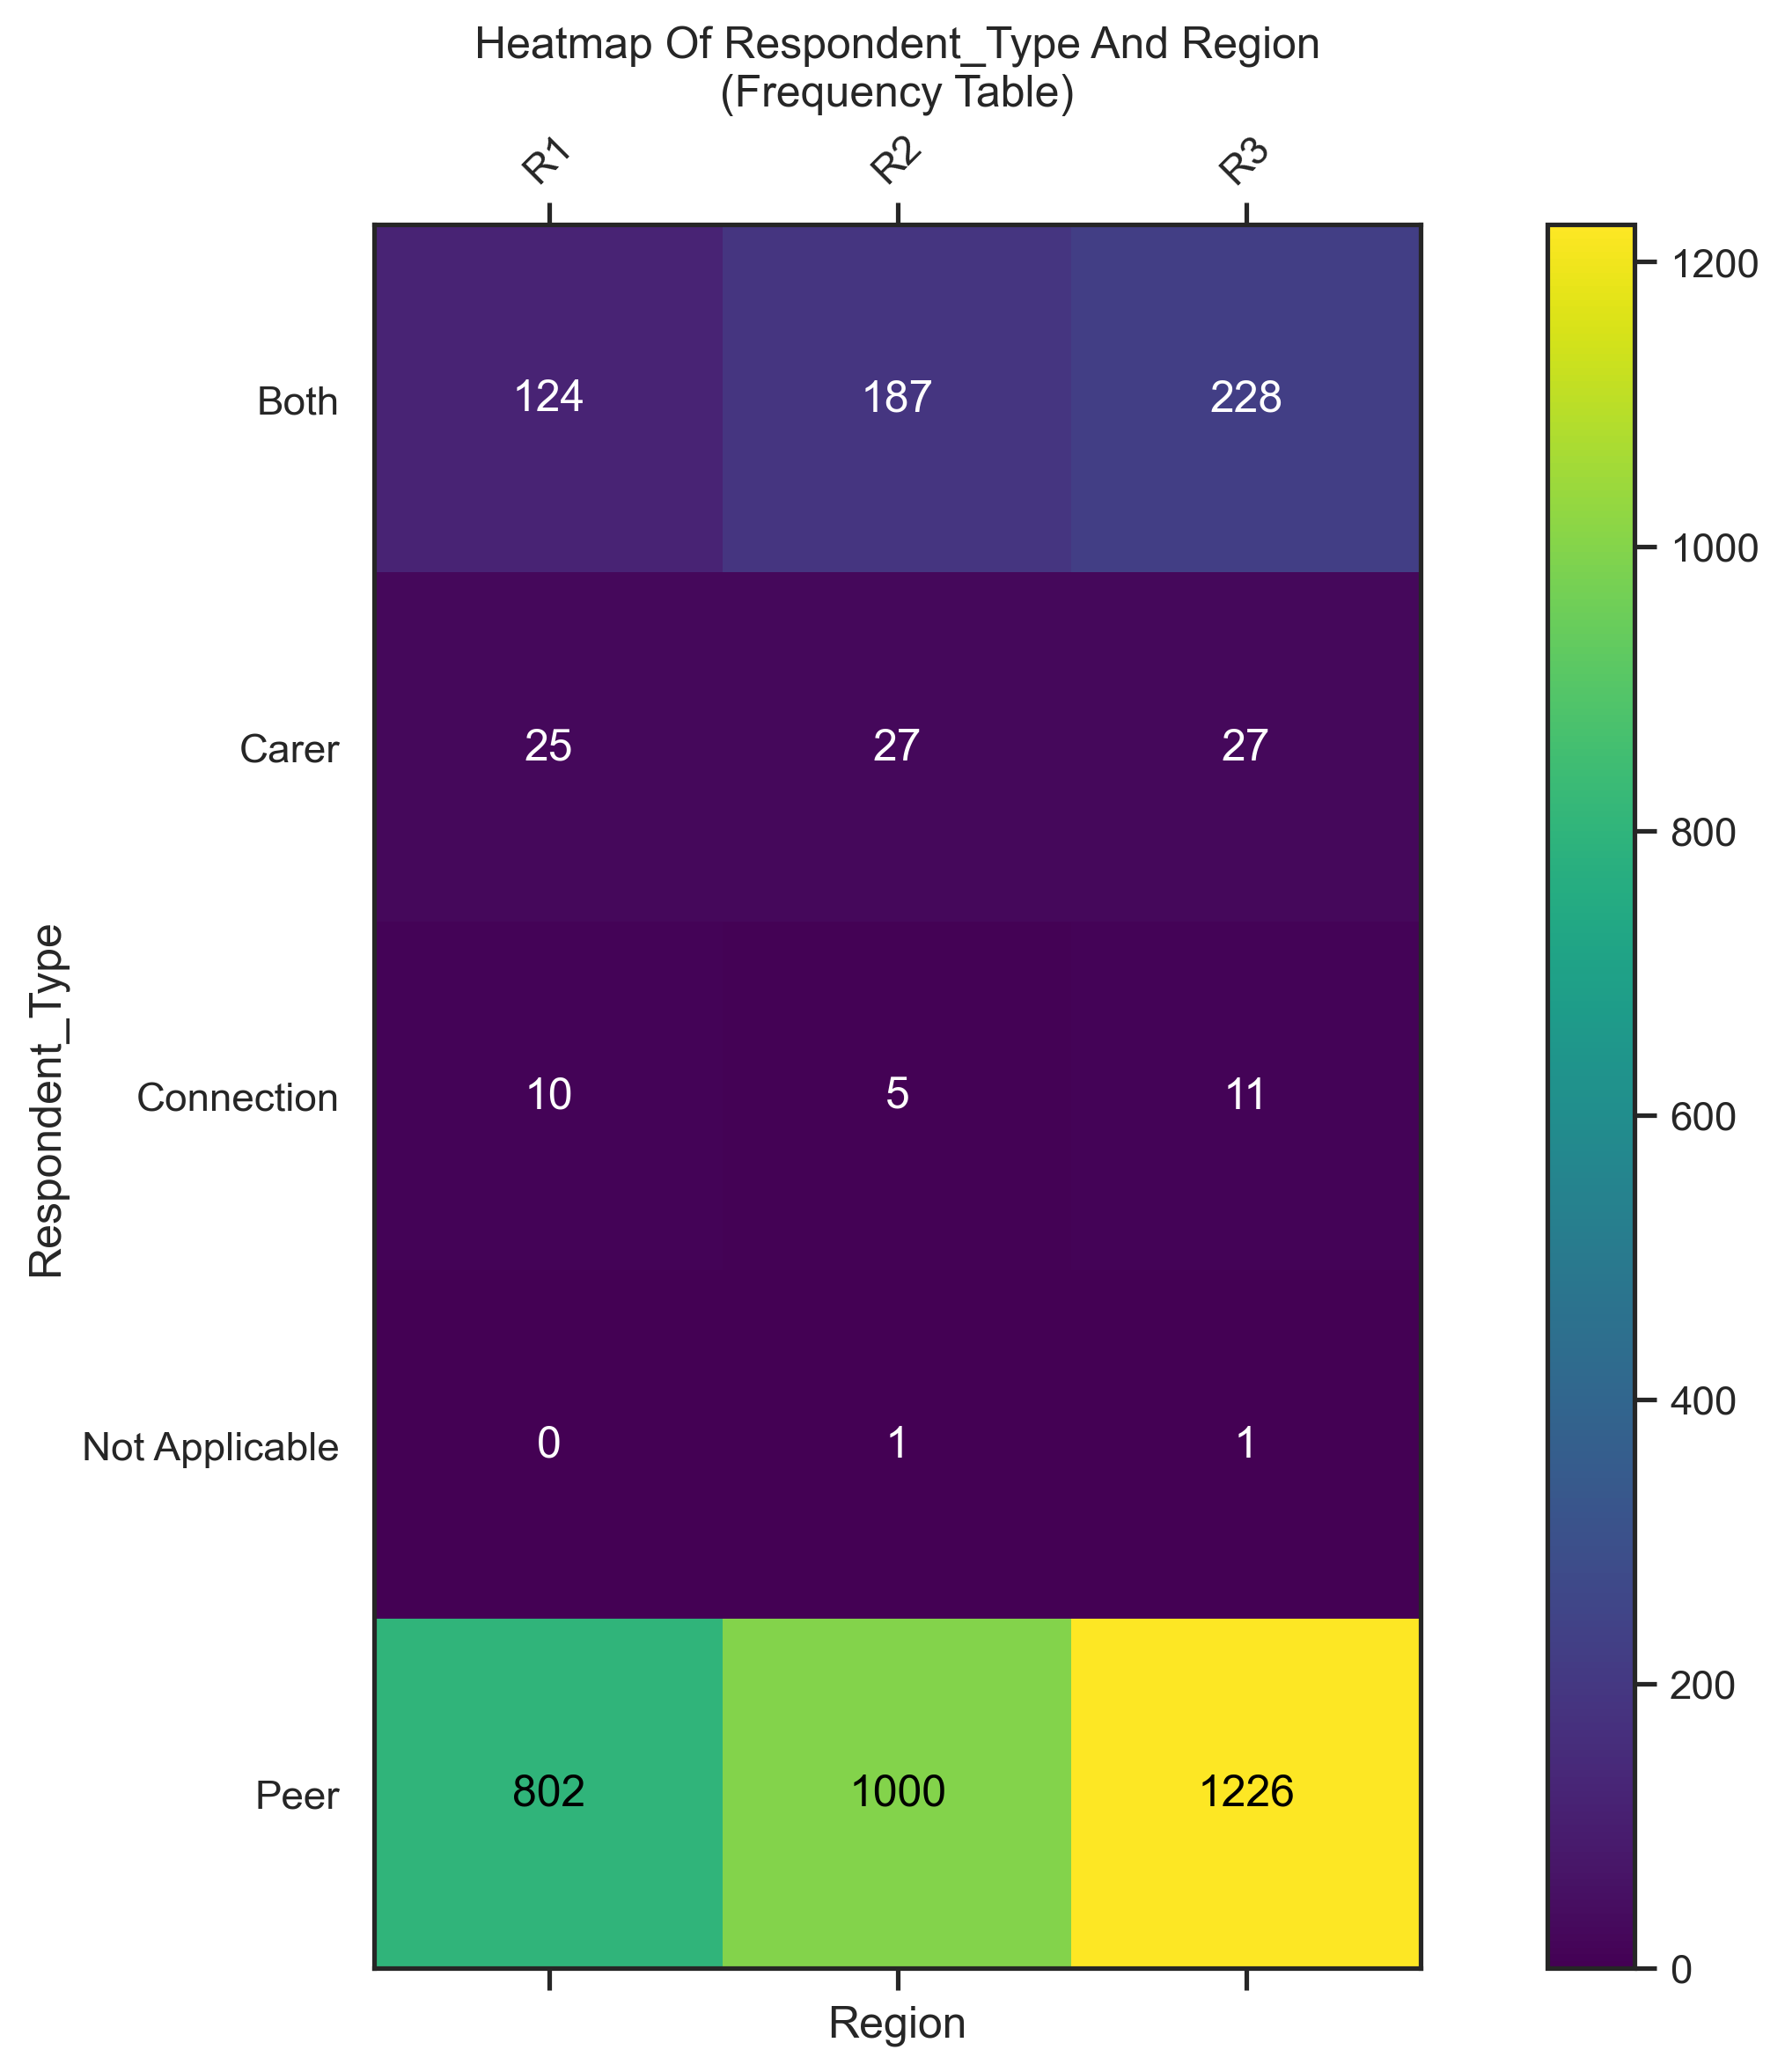 Heatmap Of Respondent_Type And Region
(Frequency Table)
R1 R2 R3
Both 124 187 228
Carer 25 27 27
Connection 10 5 11
Not Applicable 0 1 1
Peer 802 1000 1226
Respondent_Type
Region
1200
1000
800
600
400
200
0